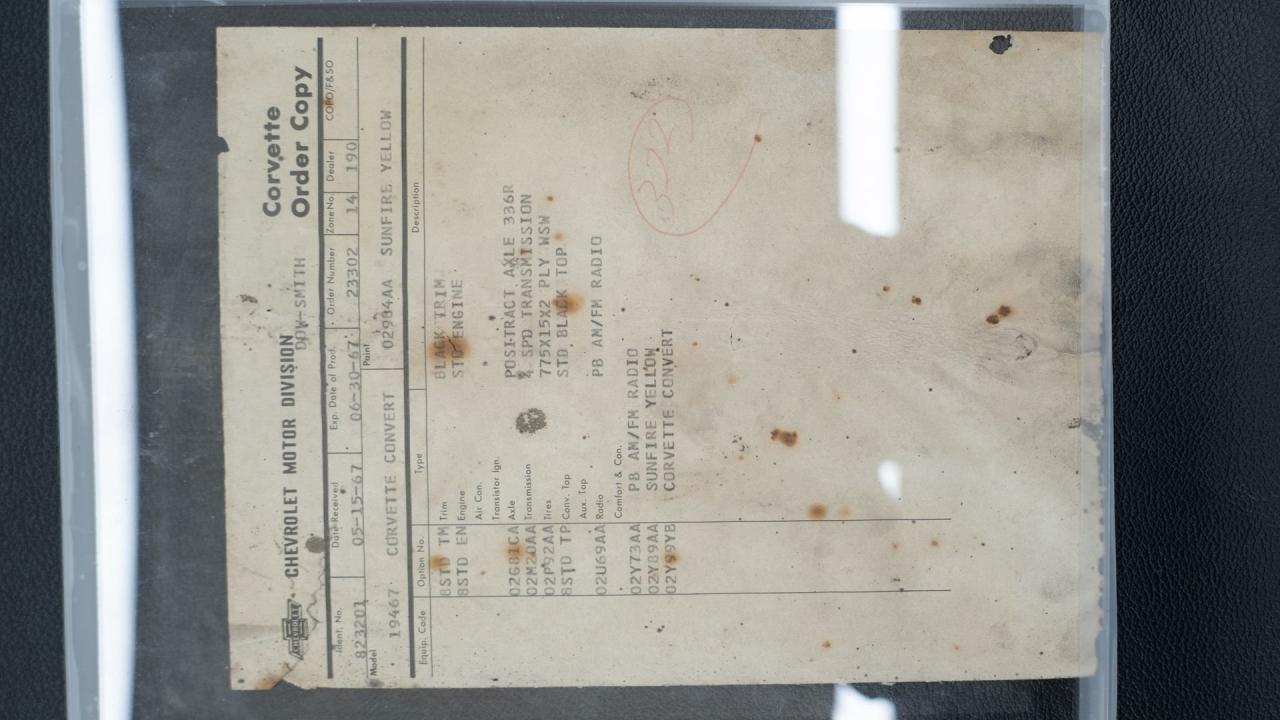 CHEVROLET
CHEVROLET MOTOR DIVISION
Corvette
Order Copy
DOW-SMITH
Ident. No. Date Received Exp. Date of Prod. Order Number Zone No. Dealer COPO/F&SO
823201 05-15-67 06-30-67 23302 14 190
Model Paint
19467 CORVETTE CONVERT 02984AA SUNFIRE YELLOW
Equip. Code Option No. Type Description
8STD TM Trim BLACK TRIM
8STD EN Engine STD ENGINE
Air Con.
Transistor Ign.
02G81CA Axle POSITRACT AXLE 336R
02M20AA Transmission 4 SPD TRANSMISSION
02P92AA Tires 775X15X2 PLY WSW
8STD TP Conv. Top STD BLACK TOP
Aux. Top
02U69AA Radio PB AM/FM RADIO
Comfort & Con.
02Y73AA PB AM/FM RADIO
02Y89AA SUNFIRE YELLOW
02Y99YB CORVETTE CONVERT